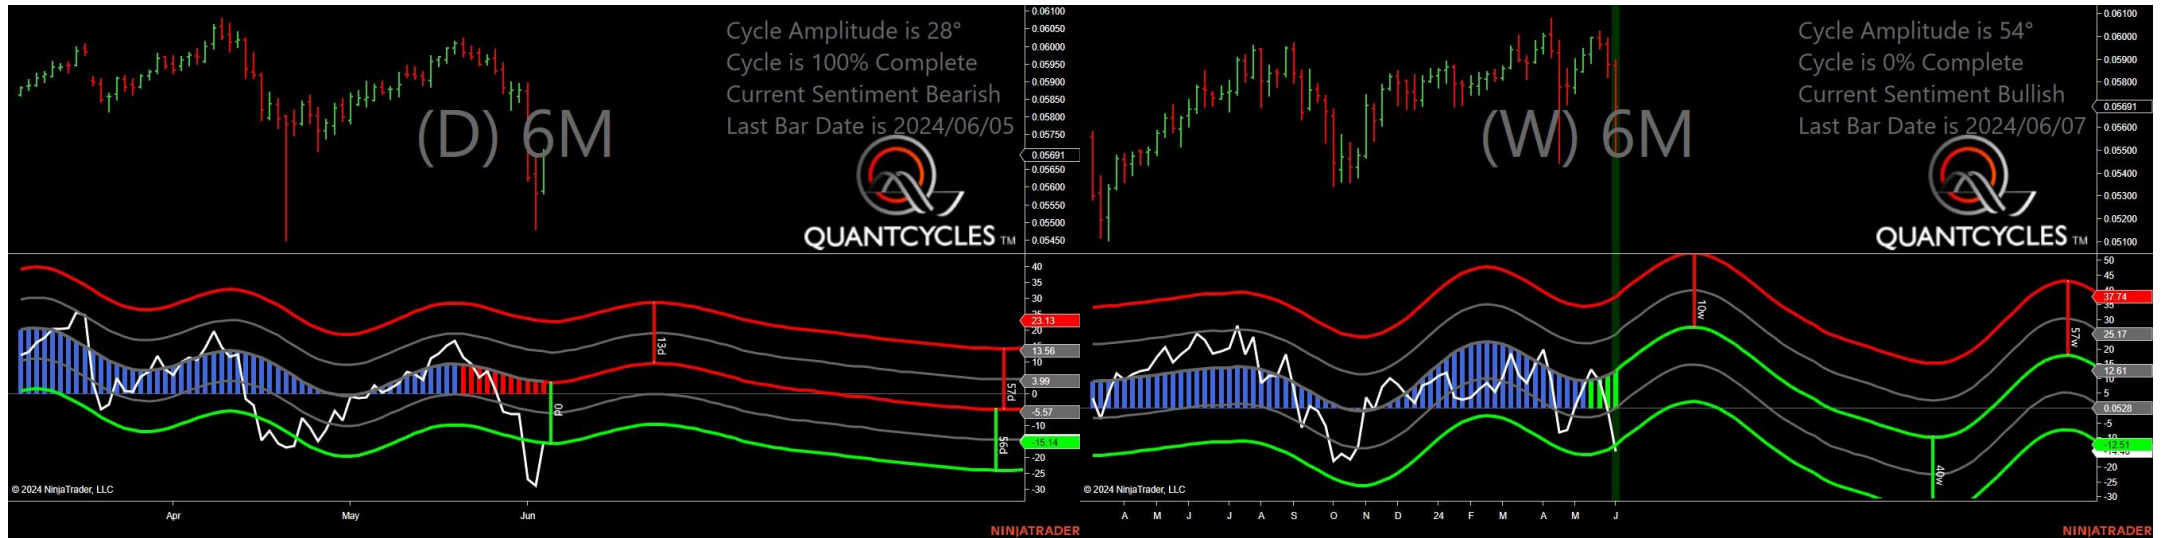 Cycle Amplitude is 28°
Cycle is 100% Complete
Current Sentiment Bearish
Last Bar Date is 2024/06/05
(D) 6M
QUANTCYCLES TM
0.06100
0.06050
0.06000
0.05950
0.05900
0.05850
0.05800
0.05750
0.05691
0.05650
0.05600
0.05550
0.05500
0.05450
40
35
30
25
23.13
20
15
13.56
10
3.99
0
-5.57
-10
-15.14
-20
-25
-30
13d
0d
57d
56d
© 2024 NinjaTrader, LLC
Apr May Jun
NINJATRADER
Cycle Amplitude is 54°
Cycle is 0% Complete
Current Sentiment Bullish
Last Bar Date is 2024/06/07
(W) 6M
QUANTCYCLES TM
0.06100
0.06000
0.05900
0.05800
0.05691
0.05600
0.05500
0.05400
0.05300
0.05200
0.05100
50
45
40
37.74
30
25.17
20
15
12.61
10
5
0.0528
-5
-10
-12.51
-20
-25
-30
10w
57w
40w
© 2024 NinjaTrader, LLC
A M J J A S O N D 24 F M A M J
NINJATRADER